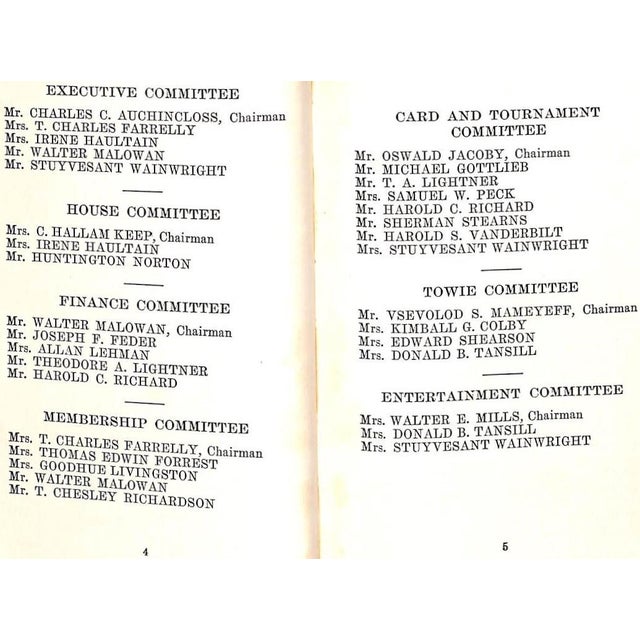 EXECUTIVE COMMITTEE
Mr. CHARLES C. AUCHINCLOSS, Chairman
Mrs. T. CHARLES FARRELLY
Mrs. IRENE HAULTAIN
Mr. WALTER MALOWAN
Mr. STUYVESANT WAINWRIGHT
HOUSE COMMITTEE
Mrs. C. HALLAM KEEP, Chairman
Mrs. IRENE HAULTAIN
Mr. HUNTINGTON NORTON
FINANCE COMMITTEE
Mr. WALTER MALOWAN, Chairman
Mr. JOSEPH F. FEDER
Mrs. ALLAN LEHMAN
Mr. THEODORE A. LIGHTNER
Mr. HAROLD C. RICHARD
MEMBERSHIP COMMITTEE
Mrs. T. CHARLES FARRELLY, Chairman
Mrs. THOMAS EDWIN FORREST
Mrs. GOODHUE LIVINGSTON
Mr. WALTER MALOWAN
Mr. T. CHESLEY RICHARDSON
4
CARD AND TOURNAMENT
COMMITTEE
Mr. OSWALD JACOBY, Chairman
Mr. MICHAEL GOTTLIEB
Mr. T. A. LIGHTNER
Mrs. SAMUEL W. PECK
Mr. HAROLD C. RICHARD
Mr. SHERMAN STEARNS
Mr. HAROLD S. VANDERBILT
Mrs. STUYVESANT WAINWRIGHT
TOWIE COMMITTEE
Mr. VSEVOLOD S. MAMEYEFF, Chairman
Mrs. KIMBALL G. COLBY
Mrs. EDWARD SHEARSON
Mrs. DONALD B. TANSILL
ENTERTAINMENT COMMITTEE
Mrs. WALTER E. MILLS, Chairman
Mrs. DONALD B. TANSILL
Mrs. STUYVESANT WAINWRIGHT
5